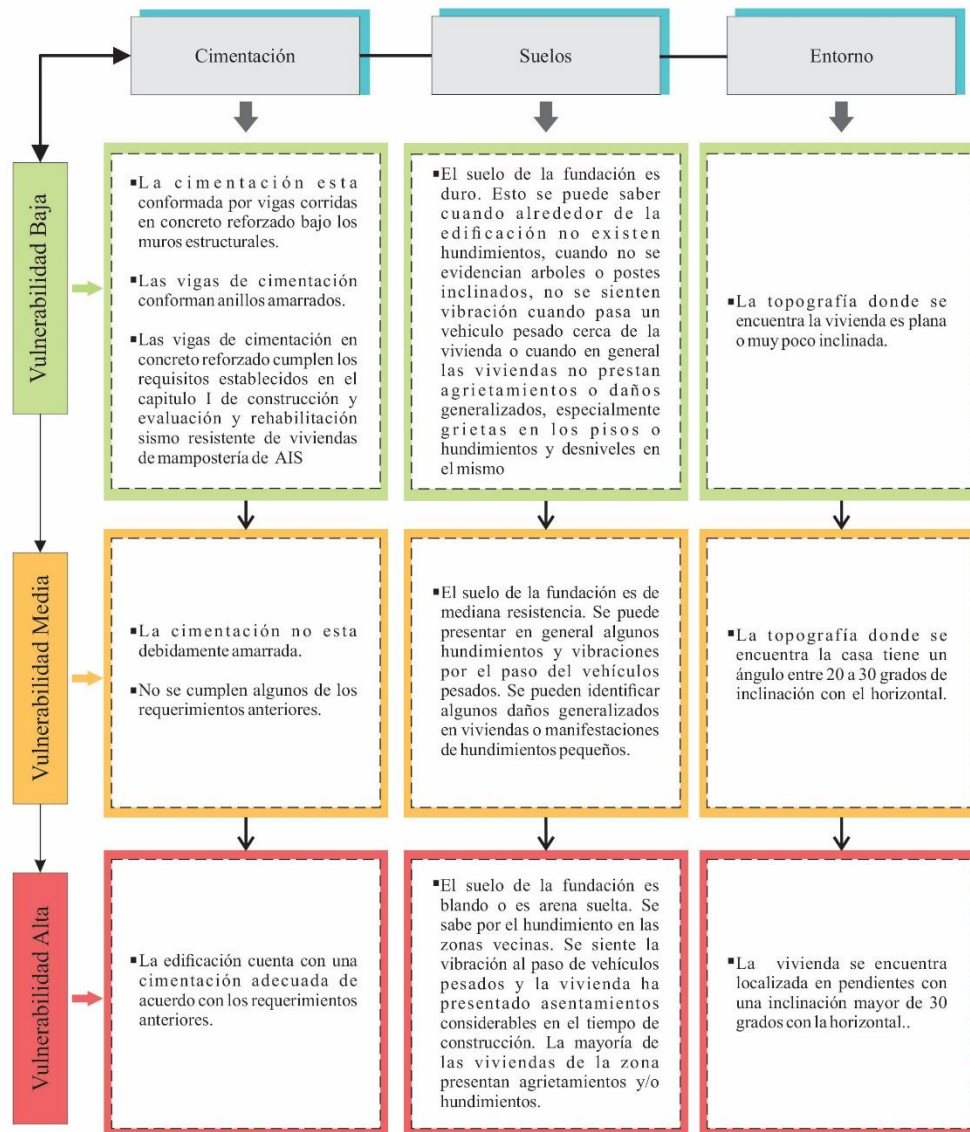 Cimentación
Suelos
Entorno
Vulnerabilidad Baja
▪La cimentación esta
conformada por vigas corridas
en concreto reforzado bajo los
muros estructurales.
▪Las vigas de cimentación
conforman anillos amarrados.
▪Las vigas de cimentación en
concreto reforzado cumplen los
requisitos establecidos en el
capitulo I de construcción y
evaluación y rehabilitación
sismo resistente de viviendas
de mampostería de AIS
▪El suelo de la fundación es
duro. Esto se puede saber
cuando alrededor de la
edificación no existen
hundimientos, cuando no se
evidencian arboles o postes
inclinados, no se sienten
vibración cuando pasa un
vehiculo pesado cerca de la
vivienda o cuando en general
las viviendas no prestan
agrietamientos o daños
generalizados, especialmente
grietas en los pisos o
hundimientos y desniveles en
el mismo
▪La topografía donde se
encuentra la vivienda es plana
o muy poco inclinada.
Vulnerabilidad Media
▪La cimentación no esta
debidamente amarrada.
▪No se cumplen algunos de los
requerimientos anteriores.
▪El suelo de la fundación es de
mediana resistencia. Se puede
presentar en general algunos
hundimientos y vibraciones
por el paso del vehículos
pesados. Se pueden identificar
algunos daños generalizados
en viviendas o manifestaciones
de hundimientos pequeños.
▪La topografía donde se
encuentra la casa tiene un
ángulo entre 20 a 30 grados de
inclinación con el horizontal.
Vulnerabilidad Alta
▪La edificación cuenta con una
cimentación adecuada de
acuerdo con los requerimientos
anteriores.
▪El suelo de la fundación es
blando o es arena suelta. Se
sabe por el hundimiento en las
zonas vecinas. Se siente la
vibración al paso de vehículos
pesados y la vivienda ha
presentado asentamientos
considerables en el tiempo de
construcción. La mayoría de
las viviendas de la zona
presentan agrietamientos y/o
hundimientos.
▪La vivienda se encuentra
localizada en pendientes con
una inclinación mayor de 30
grados con la horizontal..